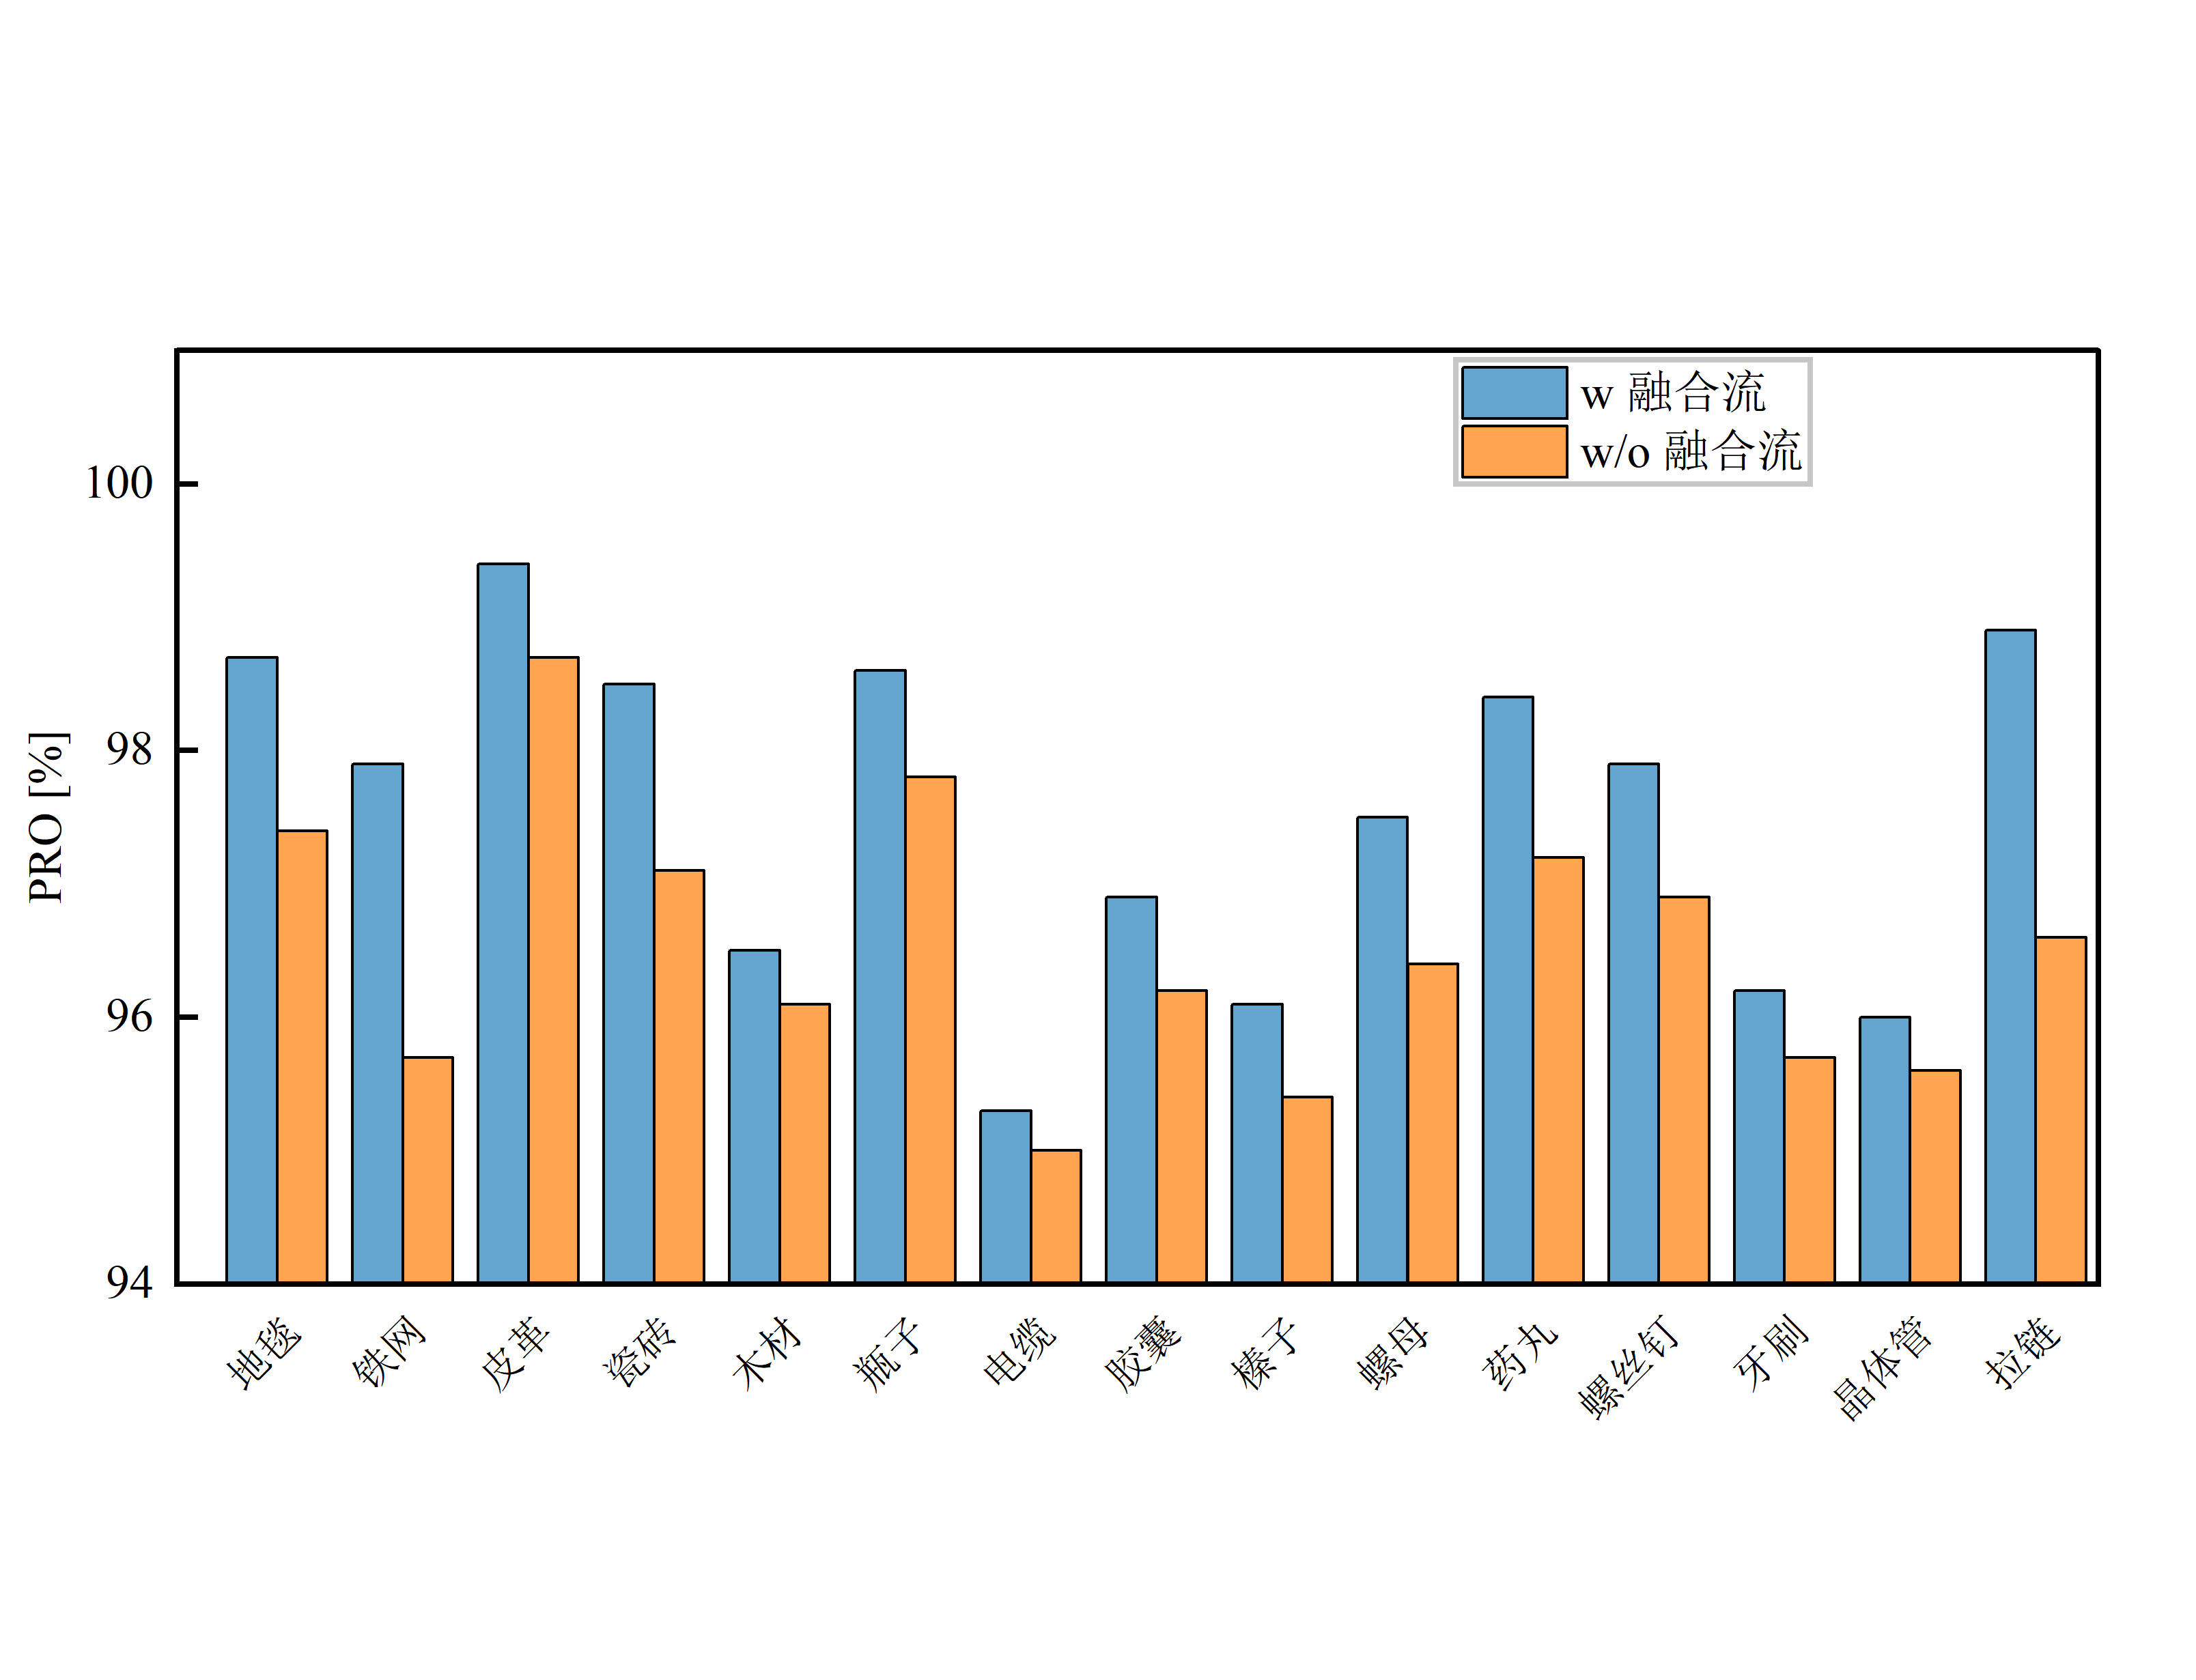 w 融合流
w/o 融合流
100
98
96
94
PRO [%]
地毯
铁网
皮革
瓷砖
木材
瓶子
电缆
胶囊
榛子
螺母
药丸
螺丝钉
牙刷
晶体管
拉链